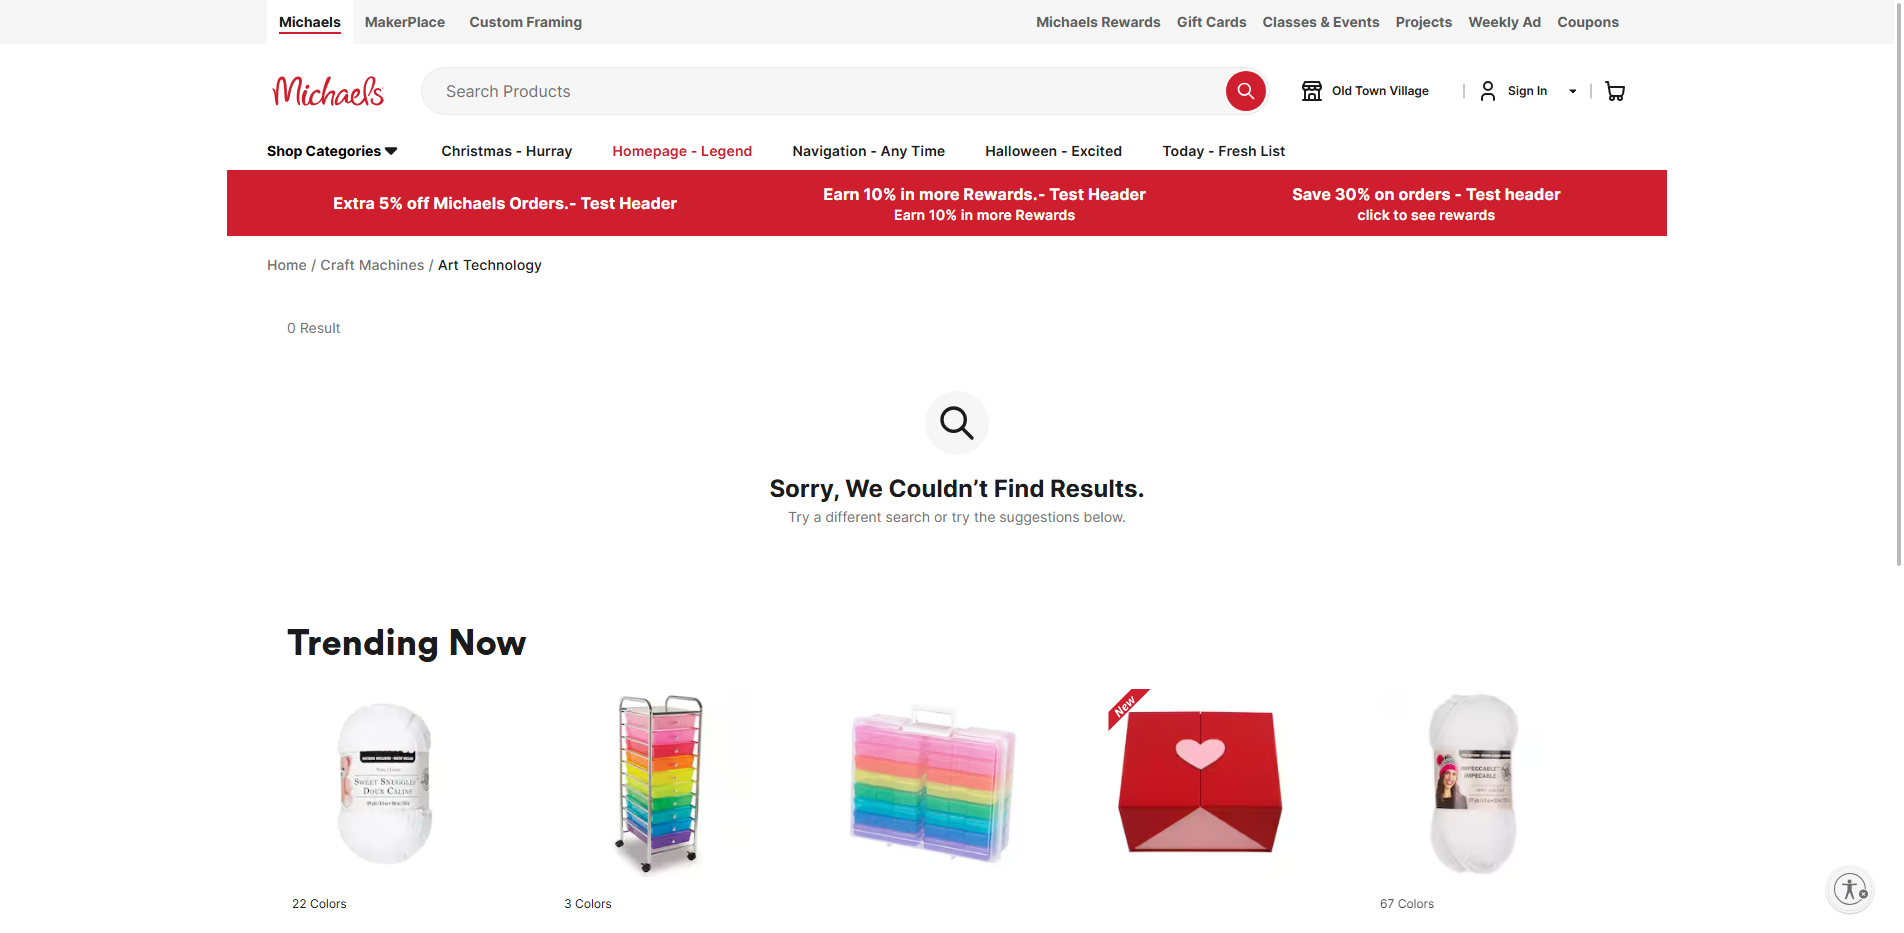 Michaels MakerPlace Custom Framing Michaels Rewards Gift Cards Classes & Events Projects Weekly Ad Coupons
Michaels Search Products Old Town Village Sign In
Shop Categories Christmas - Hurray Homepage - Legend Navigation - Any Time Halloween - Excited Today - Fresh List
Extra 5% off Michaels Orders.- Test Header
Earn 10% in more Rewards.- Test Header
Earn 10% in more Rewards
Save 30% on orders - Test header
click to see rewards
Home / Craft Machines / Art Technology
0 Result
Sorry, We Couldn’t Find Results.
Try a different search or try the suggestions below.
Trending Now
New
SWEET SNUGGLES
DOUX CÂLINS
IMPECCABLE
IMPECABLE
22 Colors 3 Colors 67 Colors